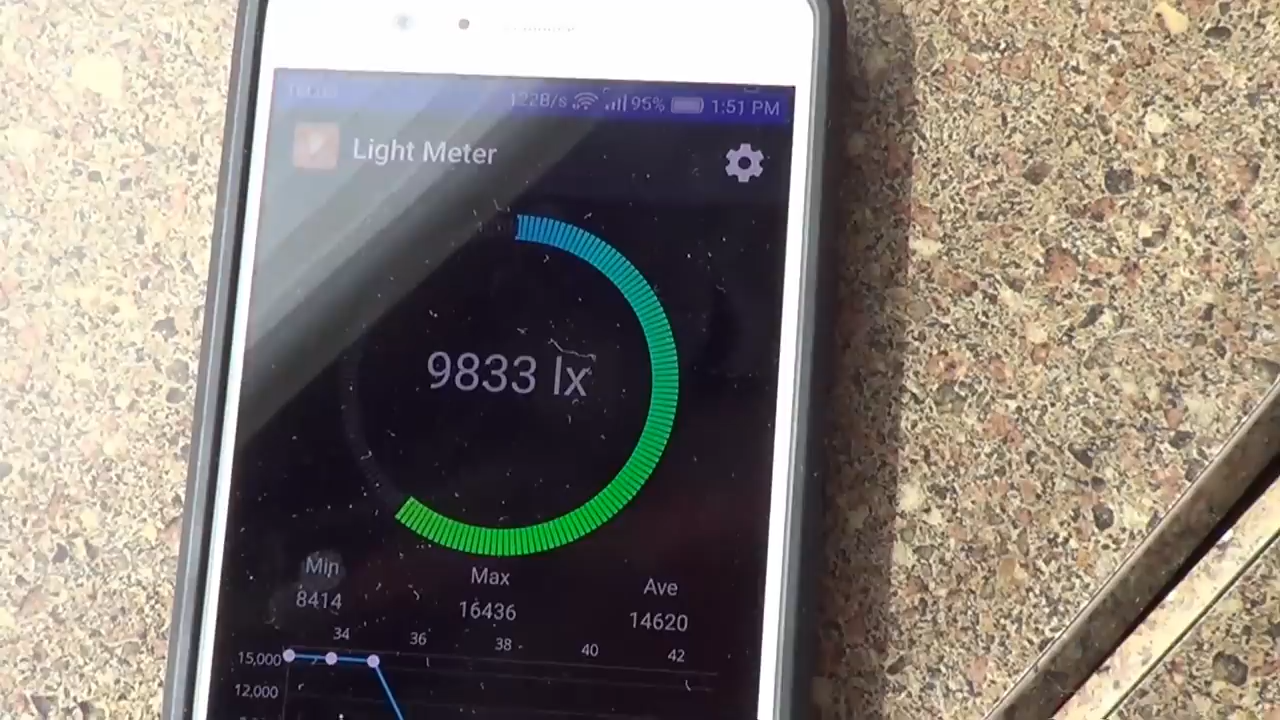 122B/s 95% 1:51 PM
Light Meter
9833 lx
Min Max Ave
8414 16436 14620
34 36 38 40 42
15,000
12,000